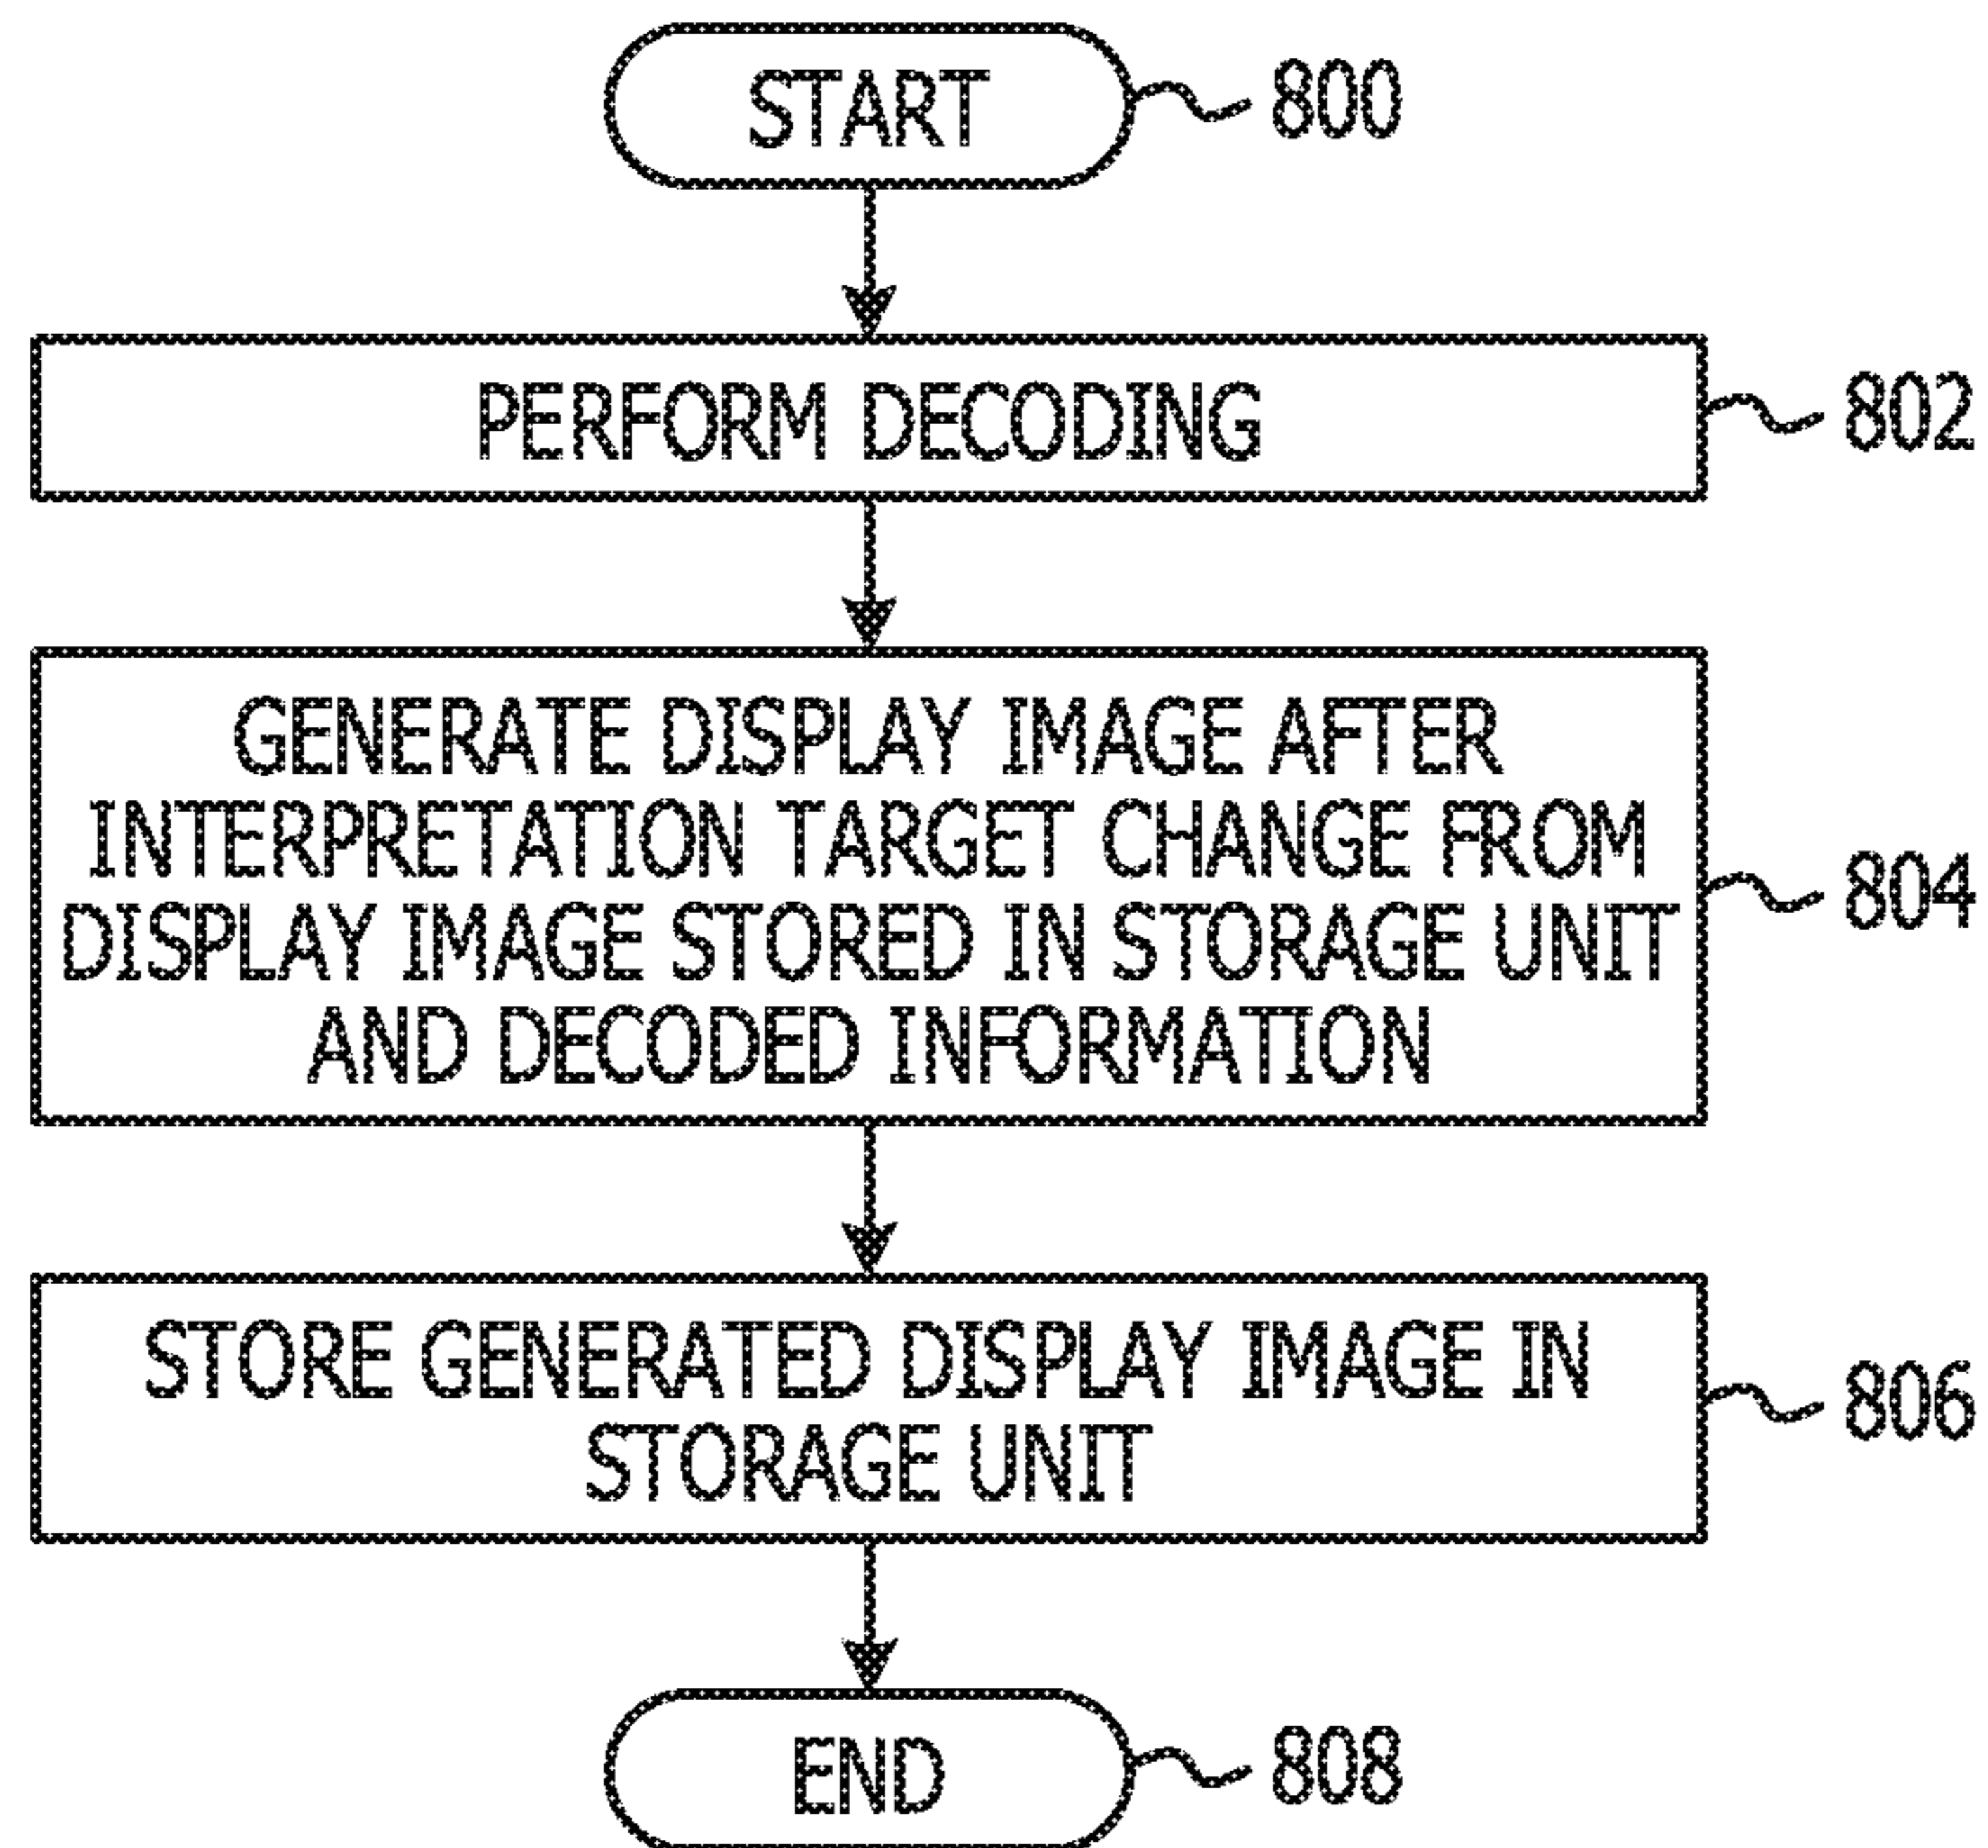 START
800
PERFORM DECODING
802
GENERATE DISPLAY IMAGE AFTER
INTERPRETATION TARGET CHANGE FROM
DISPLAY IMAGE STORED IN STORAGE UNIT
AND DECODED INFORMATION
804
STORE GENERATED DISPLAY IMAGE IN
STORAGE UNIT
806
END
808